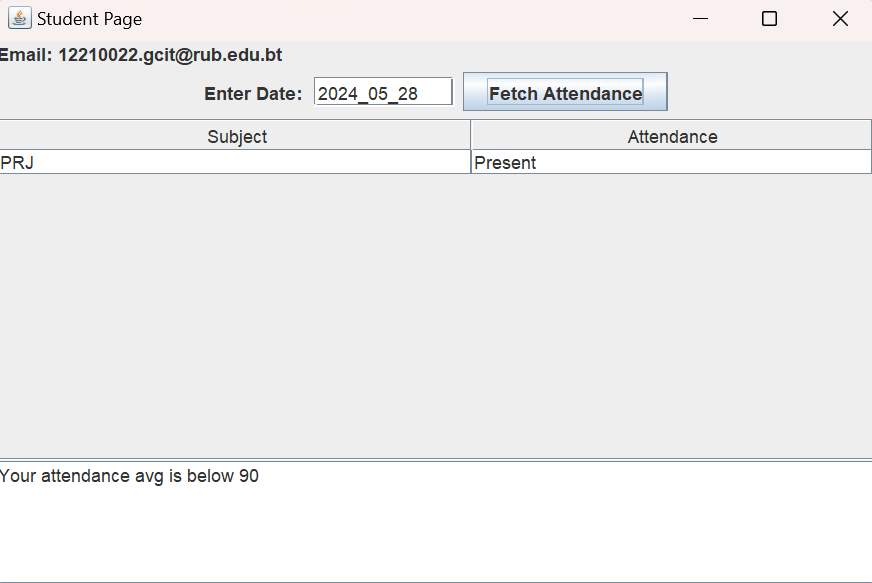 Student Page
Email: 12210022.gcit@rub.edu.bt
Enter Date: 2024_05_28 Fetch Attendance
Subject Attendance
PRJ Present
Your attendance avg is below 90